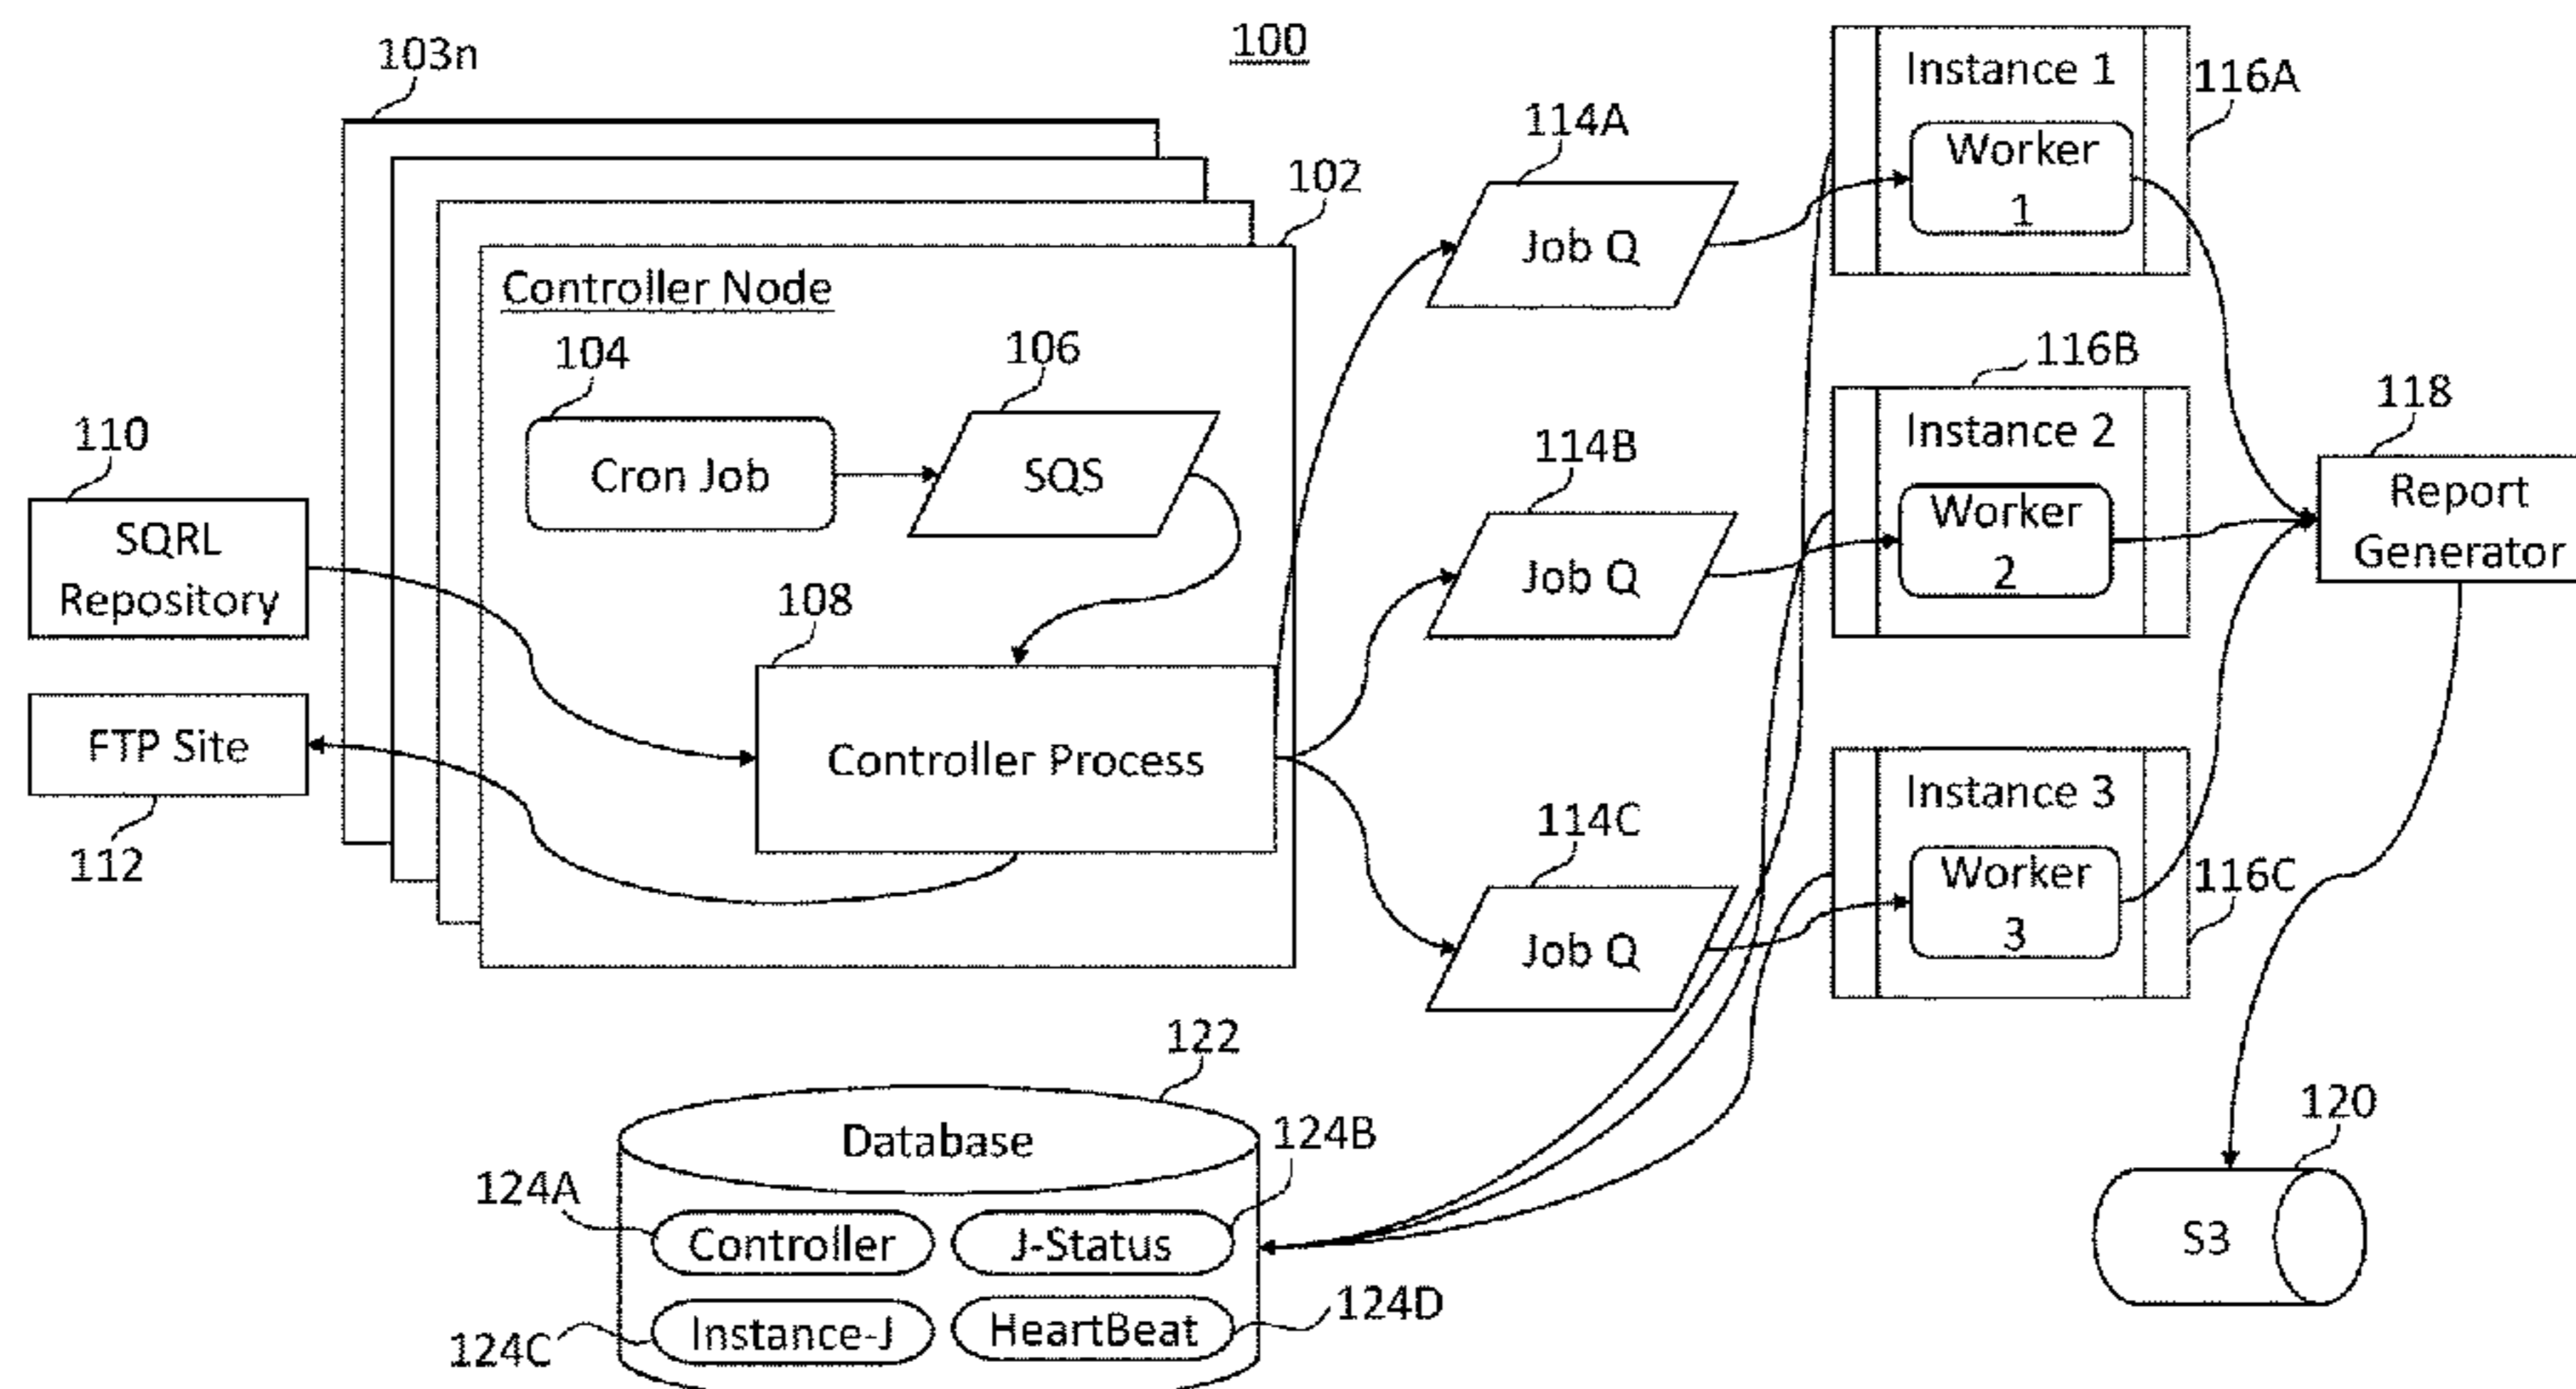 100
103n
102
Controller Node
104
Cron Job
106
SQS
108
Controller Process
110
SQRL
Repository
FTP Site
112
114A
Job Q
114B
Job Q
114C
Job Q
Instance 1
Worker
1
116A
116B
Instance 2
Worker
2
Instance 3
Worker
3
116C
118
Report
Generator
120
S3
122
Database
124A
Controller
124B
J-Status
124C
Instance-J
124D
HeartBeat